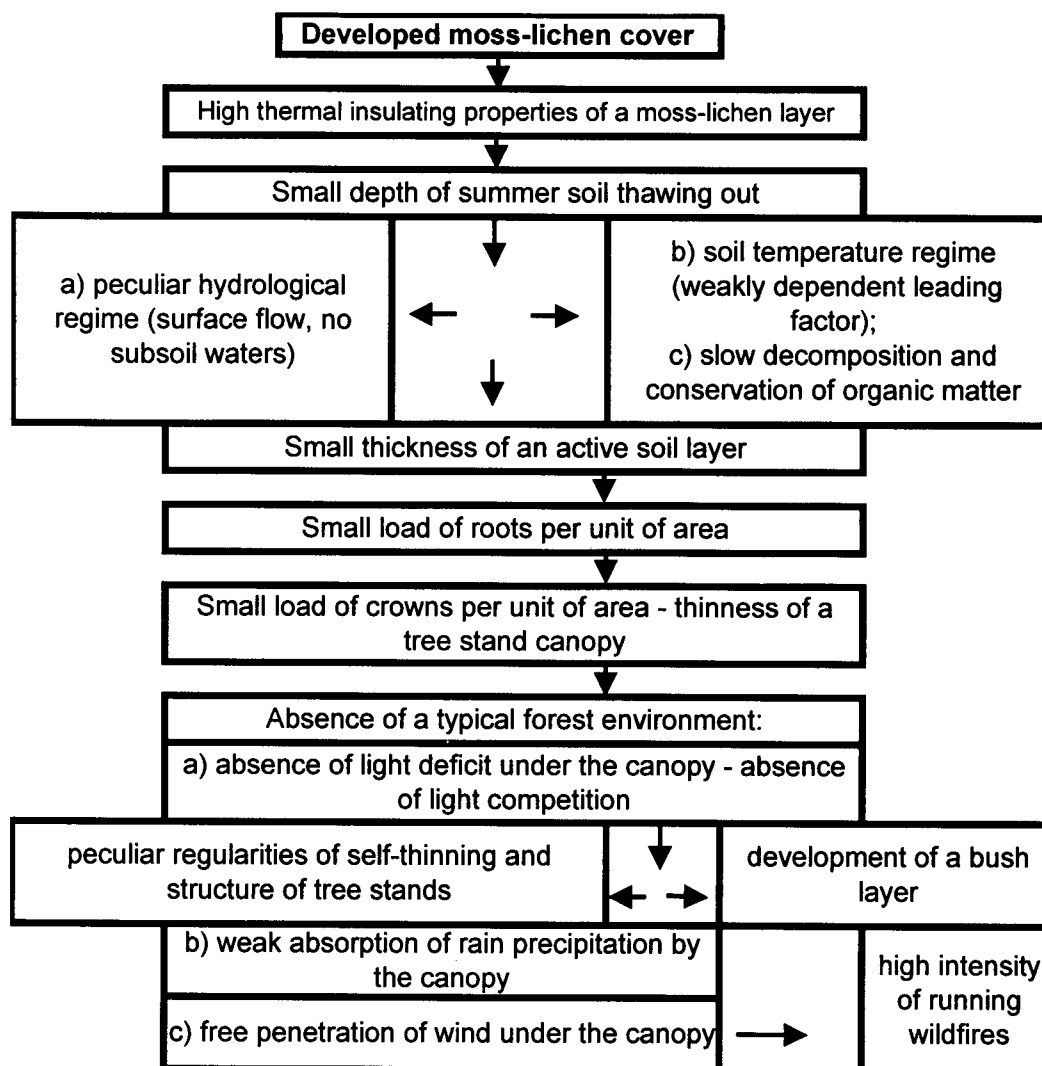 Developed moss-lichen cover
High thermal insulating properties of a moss-lichen layer
Small depth of summer soil thawing out
a) peculiar hydrological
regime (surface flow, no
subsoil waters)
b) soil temperature regime
(weakly dependent leading
factor);
c) slow decomposition and
conservation of organic matter
Small thickness of an active soil layer
Small load of roots per unit of area
Small load of crowns per unit of area - thinness of a
tree stand canopy
Absence of a typical forest environment:
a) absence of light deficit under the canopy - absence
of light competition
peculiar regularities of self-thinning and
structure of tree stands
development of a bush
layer
b) weak absorption of rain precipitation by
the canopy
c) free penetration of wind under the canopy
high intensity
of running
wildfires